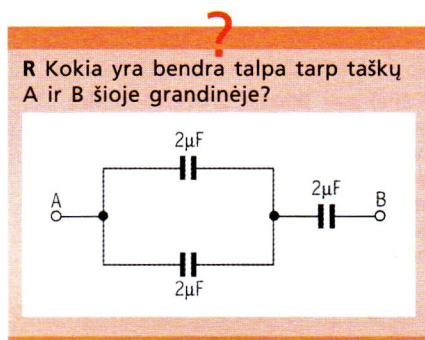 ?
R Kokia yra bendra talpa tarp taškų
A ir B šioje grandinėje?
2µF
A
2µF
B
2µF